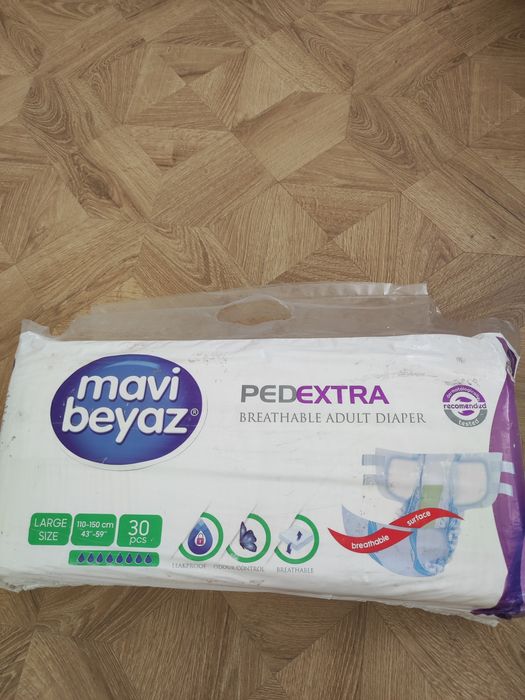 mavi
beyaz®
PEDEXTRA
BREATHABLE ADULT DIAPER
recomended
tested
LARGE
SIZE
110-150 cm
43"-59"
30
pcs
LEAKPROOF
ODOUR CONTROL
BREATHABLE
breathable surface